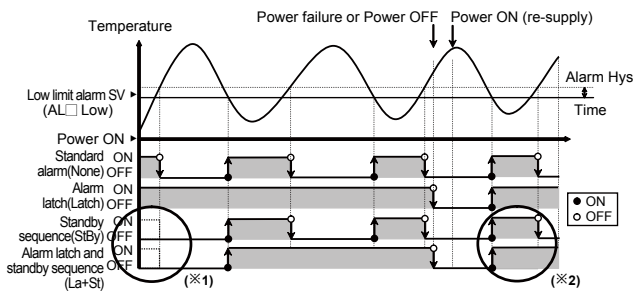 Power failure or Power OFF Power ON (re-supply)
Temperature
Alarm Hys
Low limit alarm SV
(AL□ Low)
Time
Power ON
Standard alarm(None) ON OFF
Alarm latch(Latch) ON OFF
Standby sequence(StBy) ON OFF
Alarm latch and standby sequence (La+St) ON OFF
● ON
○ OFF
(※1)
(※2)